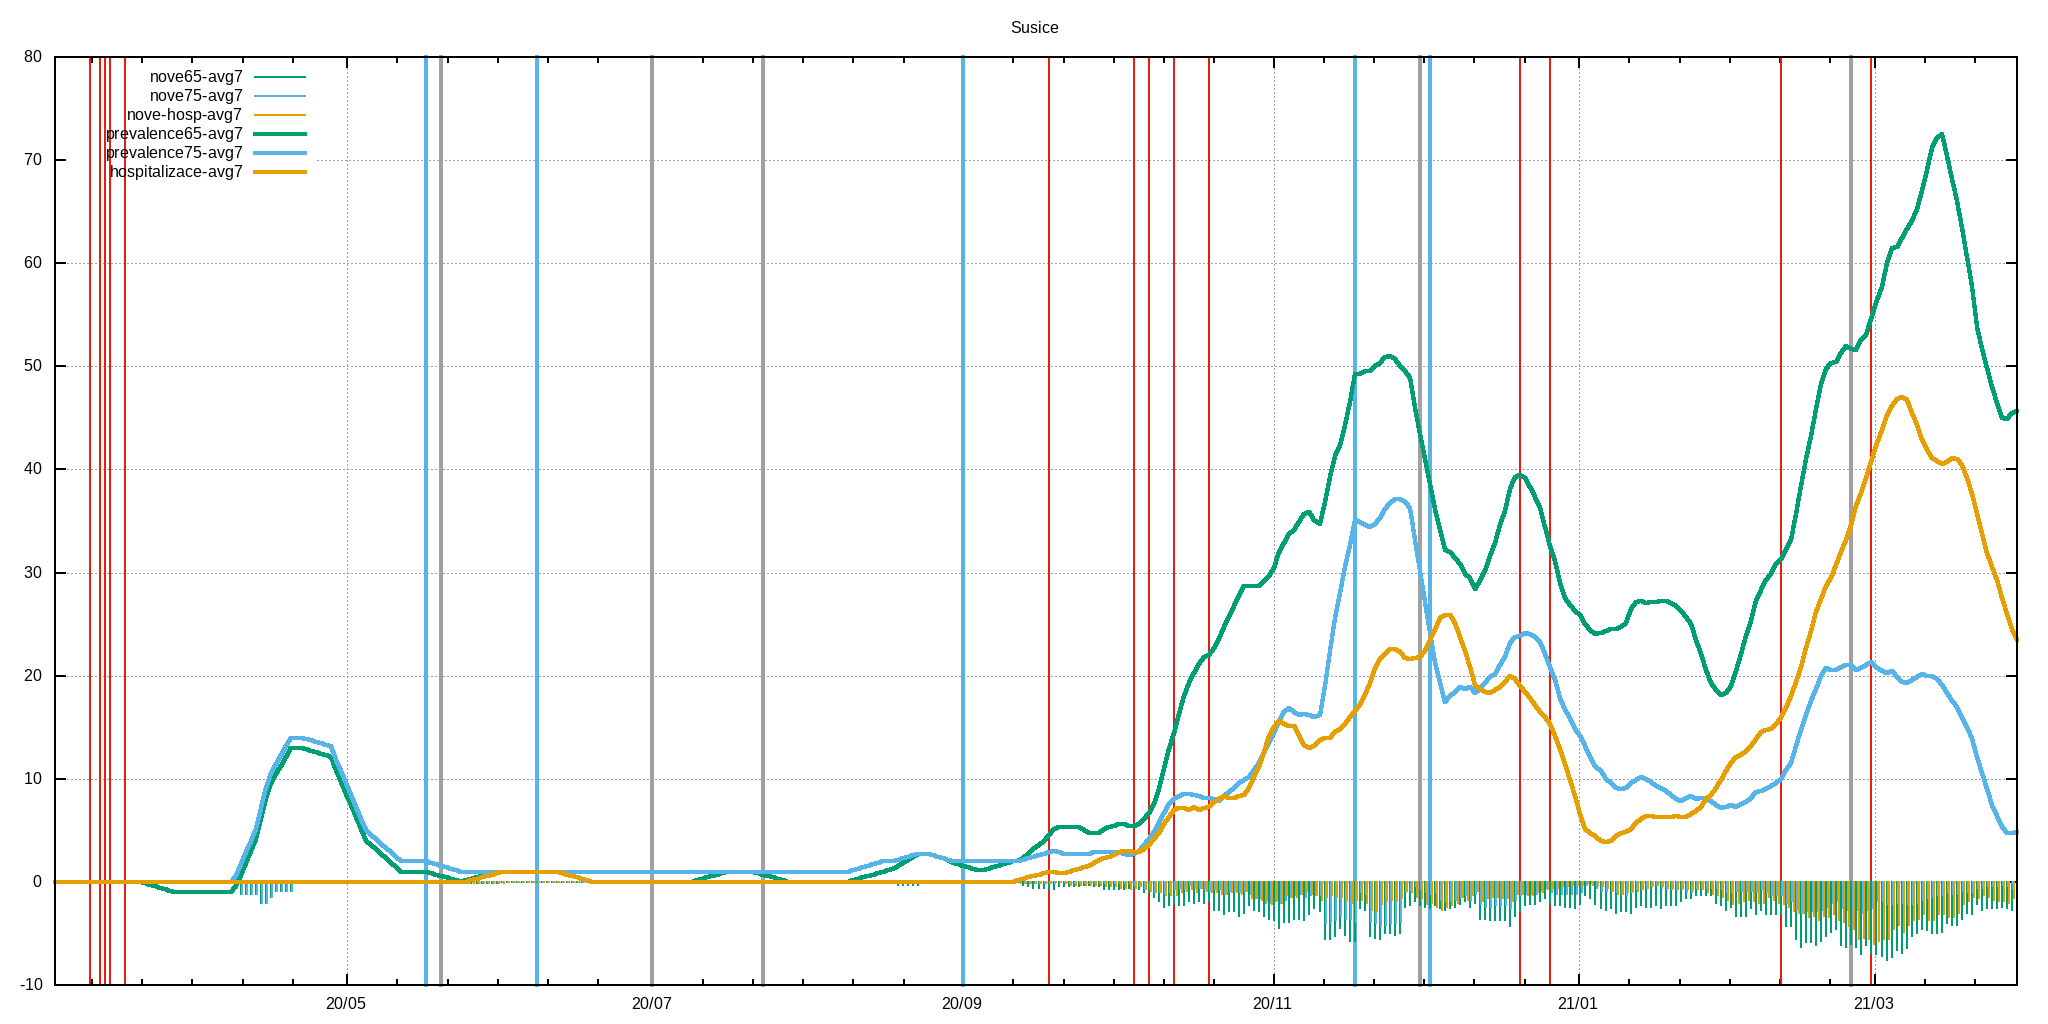 Susice
80
nove65-avg7
nove75-avg7
nove-hosp-avg7
prevalence65-avg7
prevalence75-avg7
hospitalizace-avg7
70
60
50
40
30
20
10
0
-10
20/05 20/07 20/09 20/11 21/01 21/03